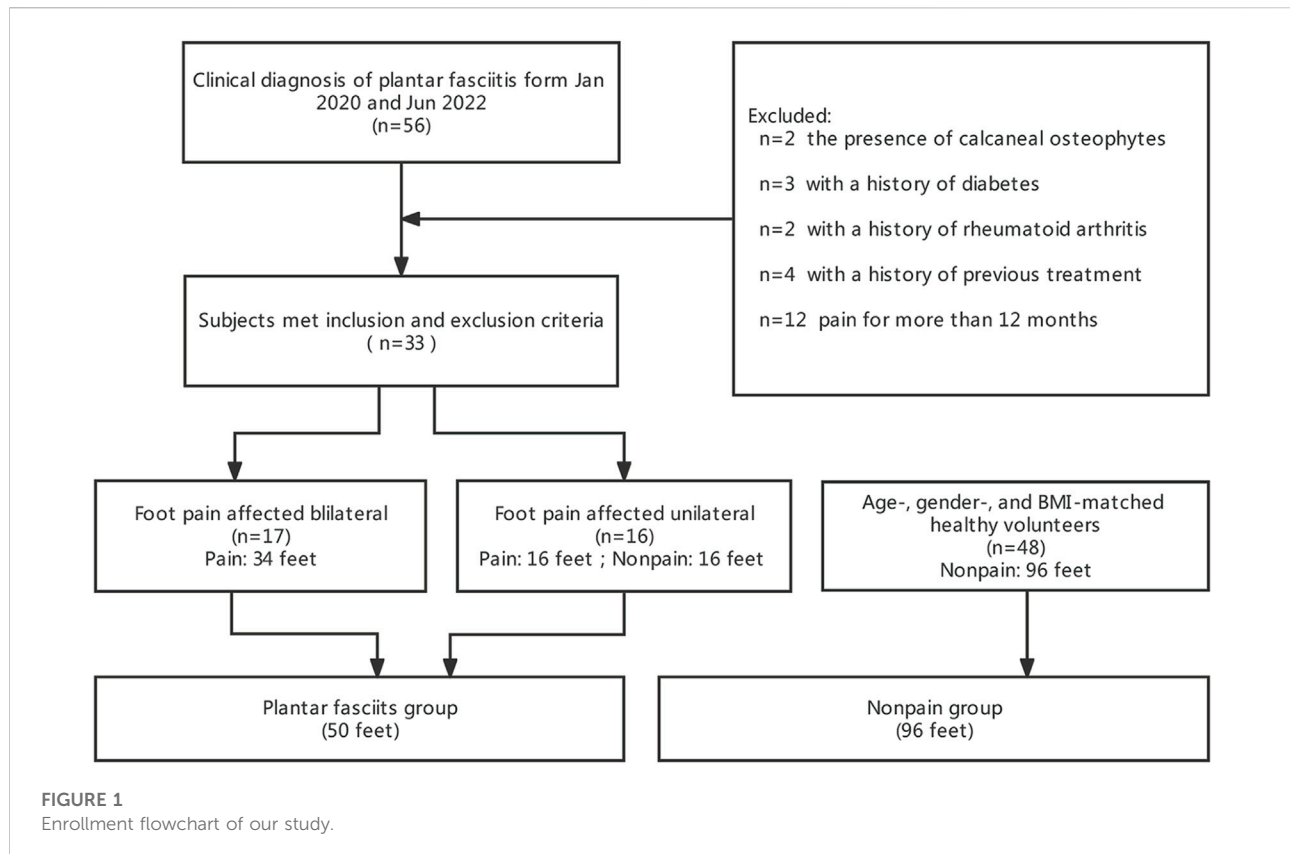 Clinical diagnosis of plantar fasciitis form Jan
2020 and Jun 2022
(n=56)
Excluded:
n=2 the presence of calcaneal osteophytes
n=3 with a history of diabetes
n=2 with a history of rheumatoid arthritis
n=4 with a history of previous treatment
n=12 pain for more than 12 months
Subjects met inclusion and exclusion criteria
( n=33 )
Foot pain affected blilateral
(n=17)
Pain: 34 feet
Foot pain affected unilateral
(n=16)
Pain: 16 feet ; Nonpain: 16 feet
Age-, gender-, and BMI-matched
healthy volunteers
(n=48)
Nonpain: 96 feet
Plantar fasciits group
(50 feet)
Nonpain group
(96 feet)
FIGURE 1
Enrollment flowchart of our study.